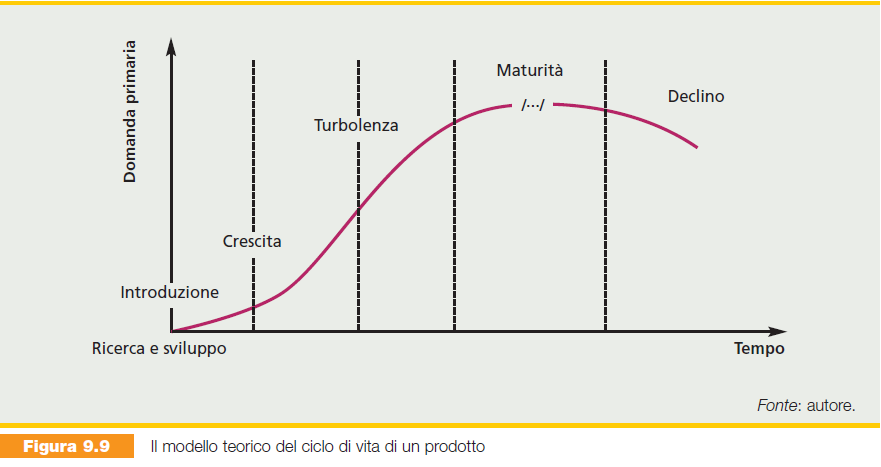 Domanda primaria
Maturità
/···/
Declino
Turbolenza
Crescita
Introduzione
Ricerca e sviluppo
Tempo
Fonte: autore.
Figura 9.9 Il modello teorico del ciclo di vita di un prodotto